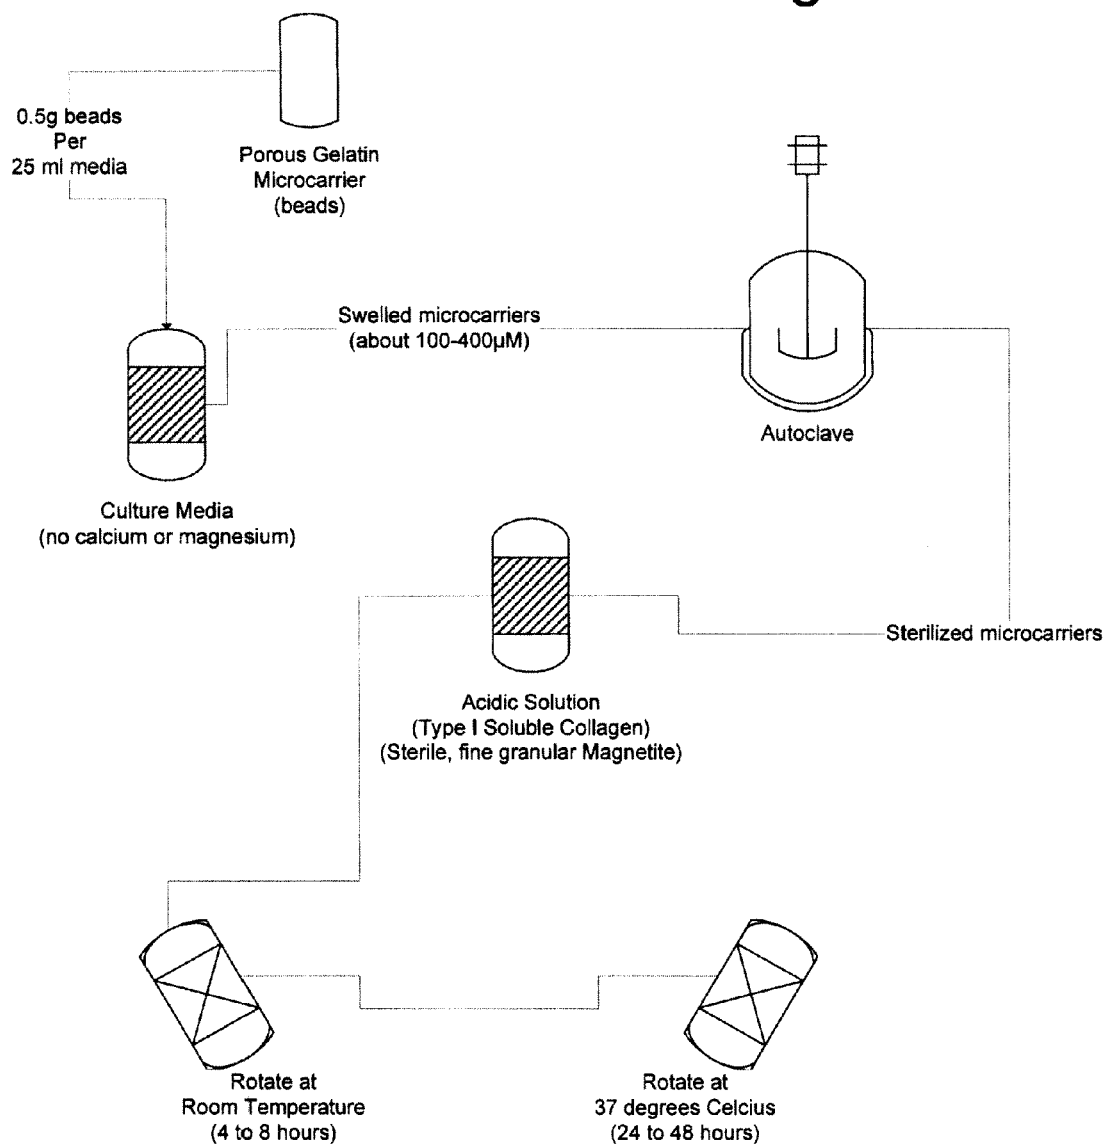 0.5g beads
Per
25 ml media
Porous Gelatin
Microcarrier
(beads)
Swelled microcarriers
(about 100-400µM)
Autoclave
Culture Media
(no calcium or magnesium)
Sterilized microcarriers
Acidic Solution
(Type I Soluble Collagen)
(Sterile, fine granular Magnetite)
Rotate at
Room Temperature
(4 to 8 hours)
Rotate at
37 degrees Celcius
(24 to 48 hours)